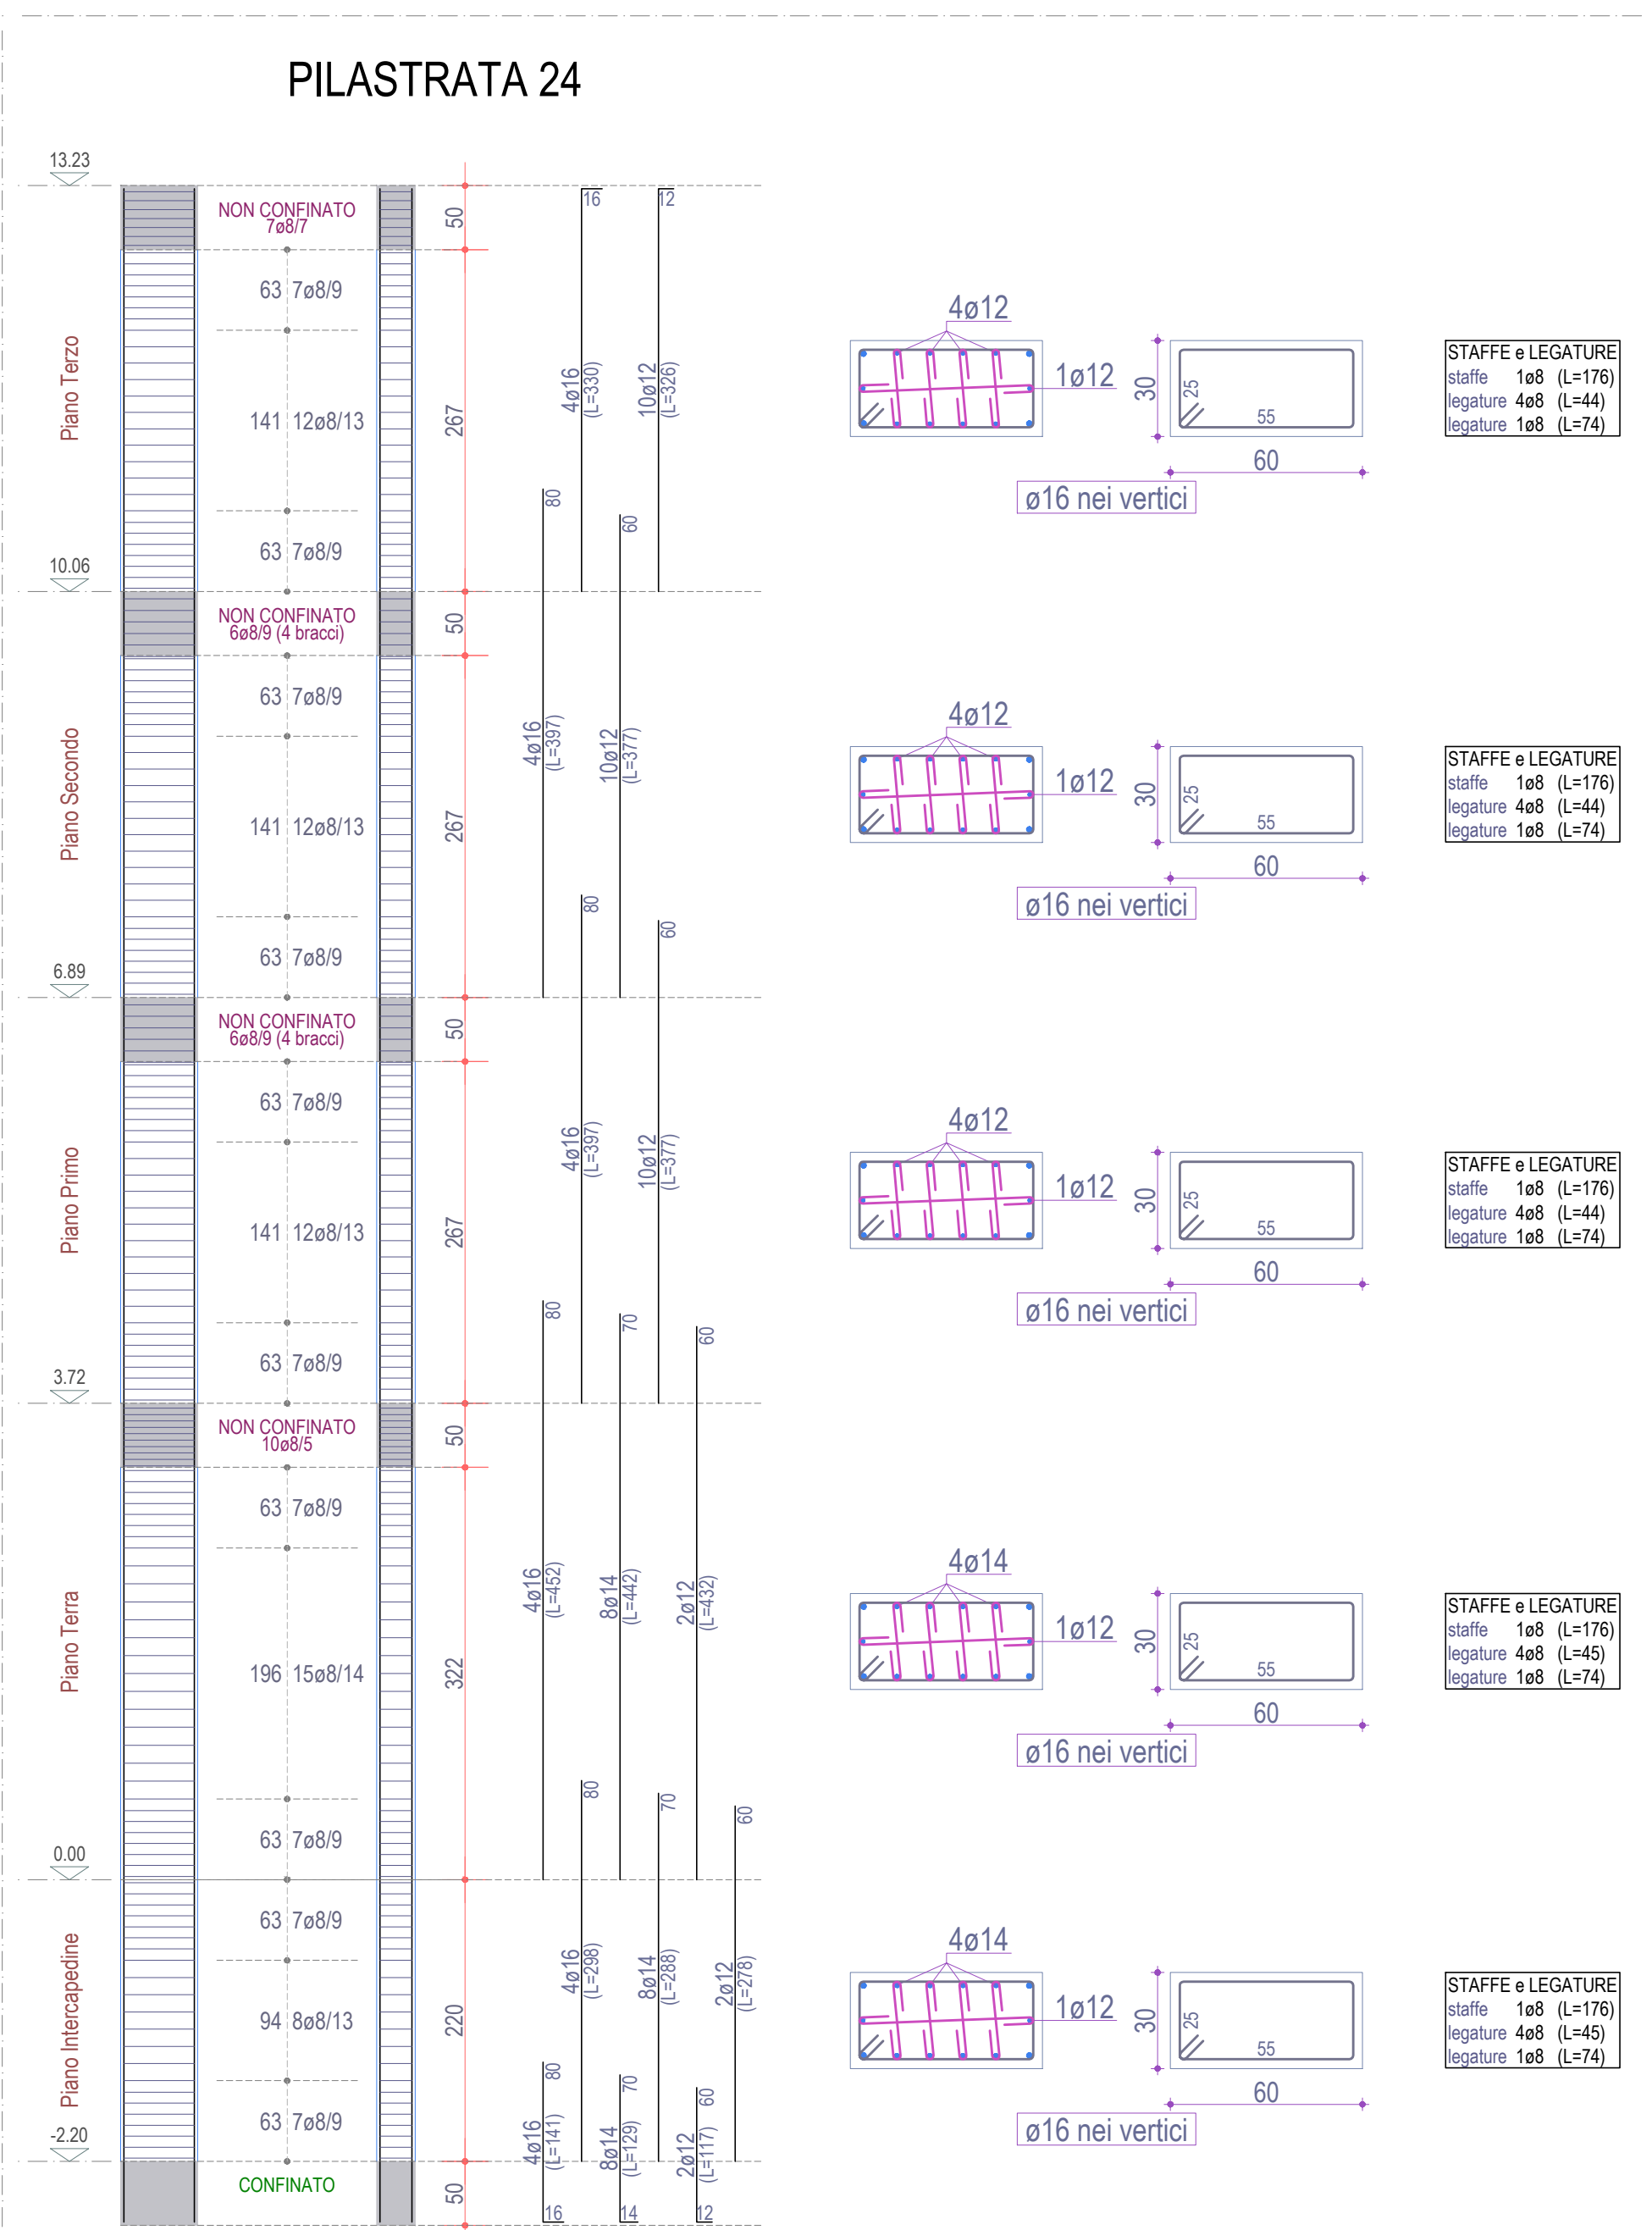 PILASTRATA 24
13.23
NON CONFINATO
7ø8/7
50
16
12
63 7ø8/9
Piano Terzo
141 12ø8/13
267
4ø16
(L=330)
10ø12
(L=326)
63 7ø8/9
80
60
4ø12
1ø12
30
25
55
60
ø16 nei vertici
STAFFE e LEGATURE
staffe 1ø8 (L=176)
legature 4ø8 (L=44)
legature 1ø8 (L=74)
10.06
NON CONFINATO
6ø8/9 (4 bracci)
50
63 7ø8/9
Piano Secondo
141 12ø8/13
267
4ø16
(L=397)
10ø12
(L=377)
63 7ø8/9
80
60
4ø12
1ø12
30
25
55
60
ø16 nei vertici
STAFFE e LEGATURE
staffe 1ø8 (L=176)
legature 4ø8 (L=44)
legature 1ø8 (L=74)
6.89
NON CONFINATO
6ø8/9 (4 bracci)
50
63 7ø8/9
Piano Primo
141 12ø8/13
267
4ø16
(L=397)
10ø12
(L=377)
63 7ø8/9
80
70
60
4ø12
1ø12
30
25
55
60
ø16 nei vertici
STAFFE e LEGATURE
staffe 1ø8 (L=176)
legature 4ø8 (L=44)
legature 1ø8 (L=74)
3.72
NON CONFINATO
10ø8/5
50
63 7ø8/9
Piano Terra
196 15ø8/14
322
4ø16
(L=452)
8ø14
(L=442)
2ø12
(L=432)
63 7ø8/9
80
70
60
4ø14
1ø12
30
25
55
60
ø16 nei vertici
STAFFE e LEGATURE
staffe 1ø8 (L=176)
legature 4ø8 (L=45)
legature 1ø8 (L=74)
0.00
63 7ø8/9
Piano Intercapedine
94 8ø8/13
220
4ø16
(L=298)
8ø14
(L=288)
2ø12
(L=278)
63 7ø8/9
80
70
60
4ø16
(L=141)
8ø14
(L=129)
2ø12
(L=117)
4ø14
1ø12
30
25
55
60
ø16 nei vertici
STAFFE e LEGATURE
staffe 1ø8 (L=176)
legature 4ø8 (L=45)
legature 1ø8 (L=74)
-2.20
CONFINATO
50
16
14
12